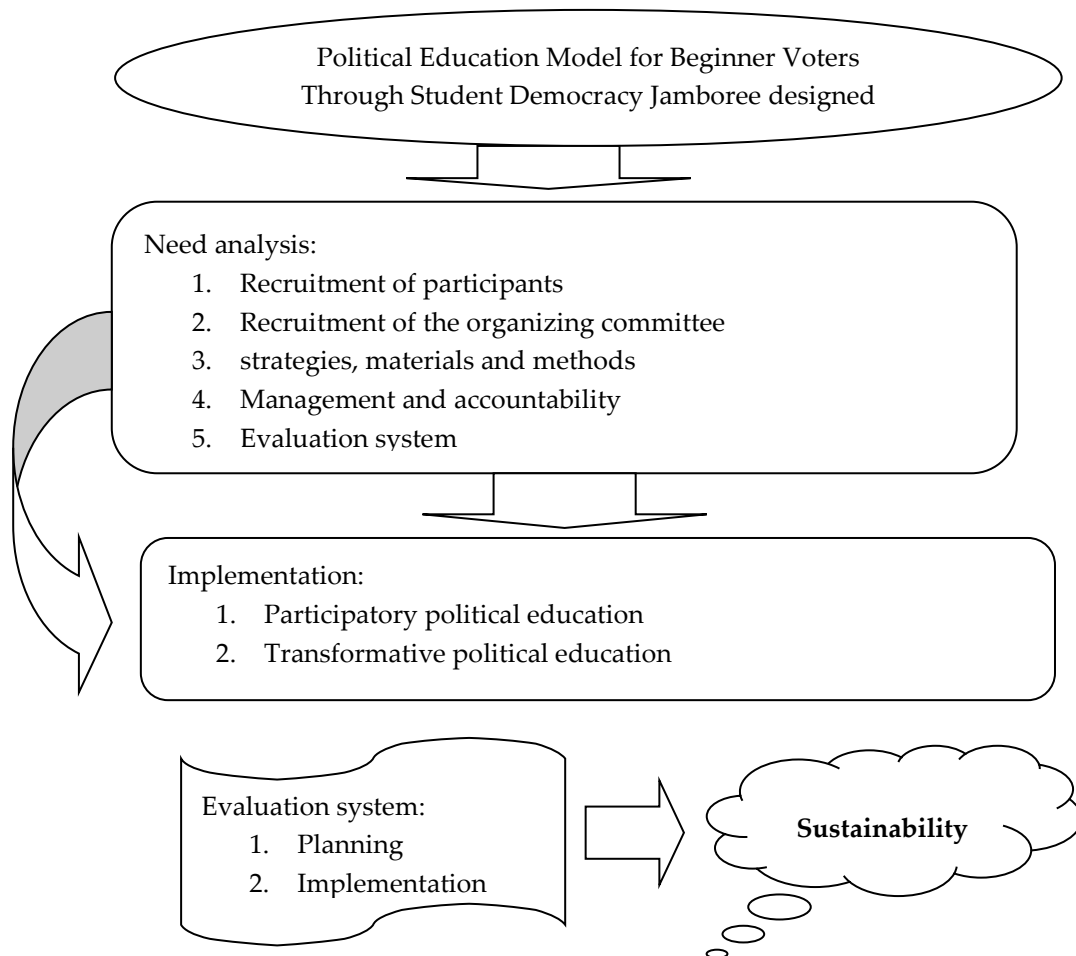 Political Education Model for Beginner Voters
Through Student Democracy Jamboree designed
Need analysis:
1. Recruitment of participants
2. Recruitment of the organizing committee
3. strategies, materials and methods
4. Management and accountability
5. Evaluation system
Implementation:
1. Participatory political education
2. Transformative political education
Evaluation system:
1. Planning
2. Implementation
Sustainability